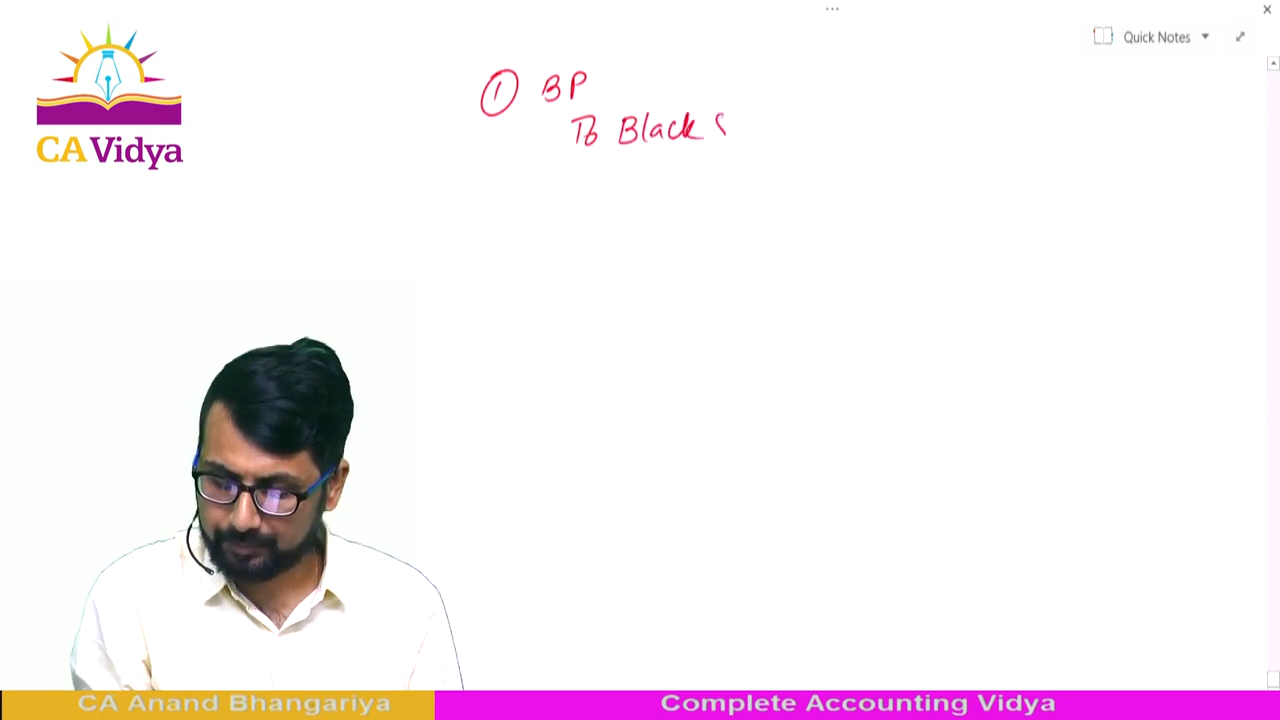 CA Vidya
Quick Notes
① BP
To Black
CA Anand Bhangariya
Complete Accounting Vidya